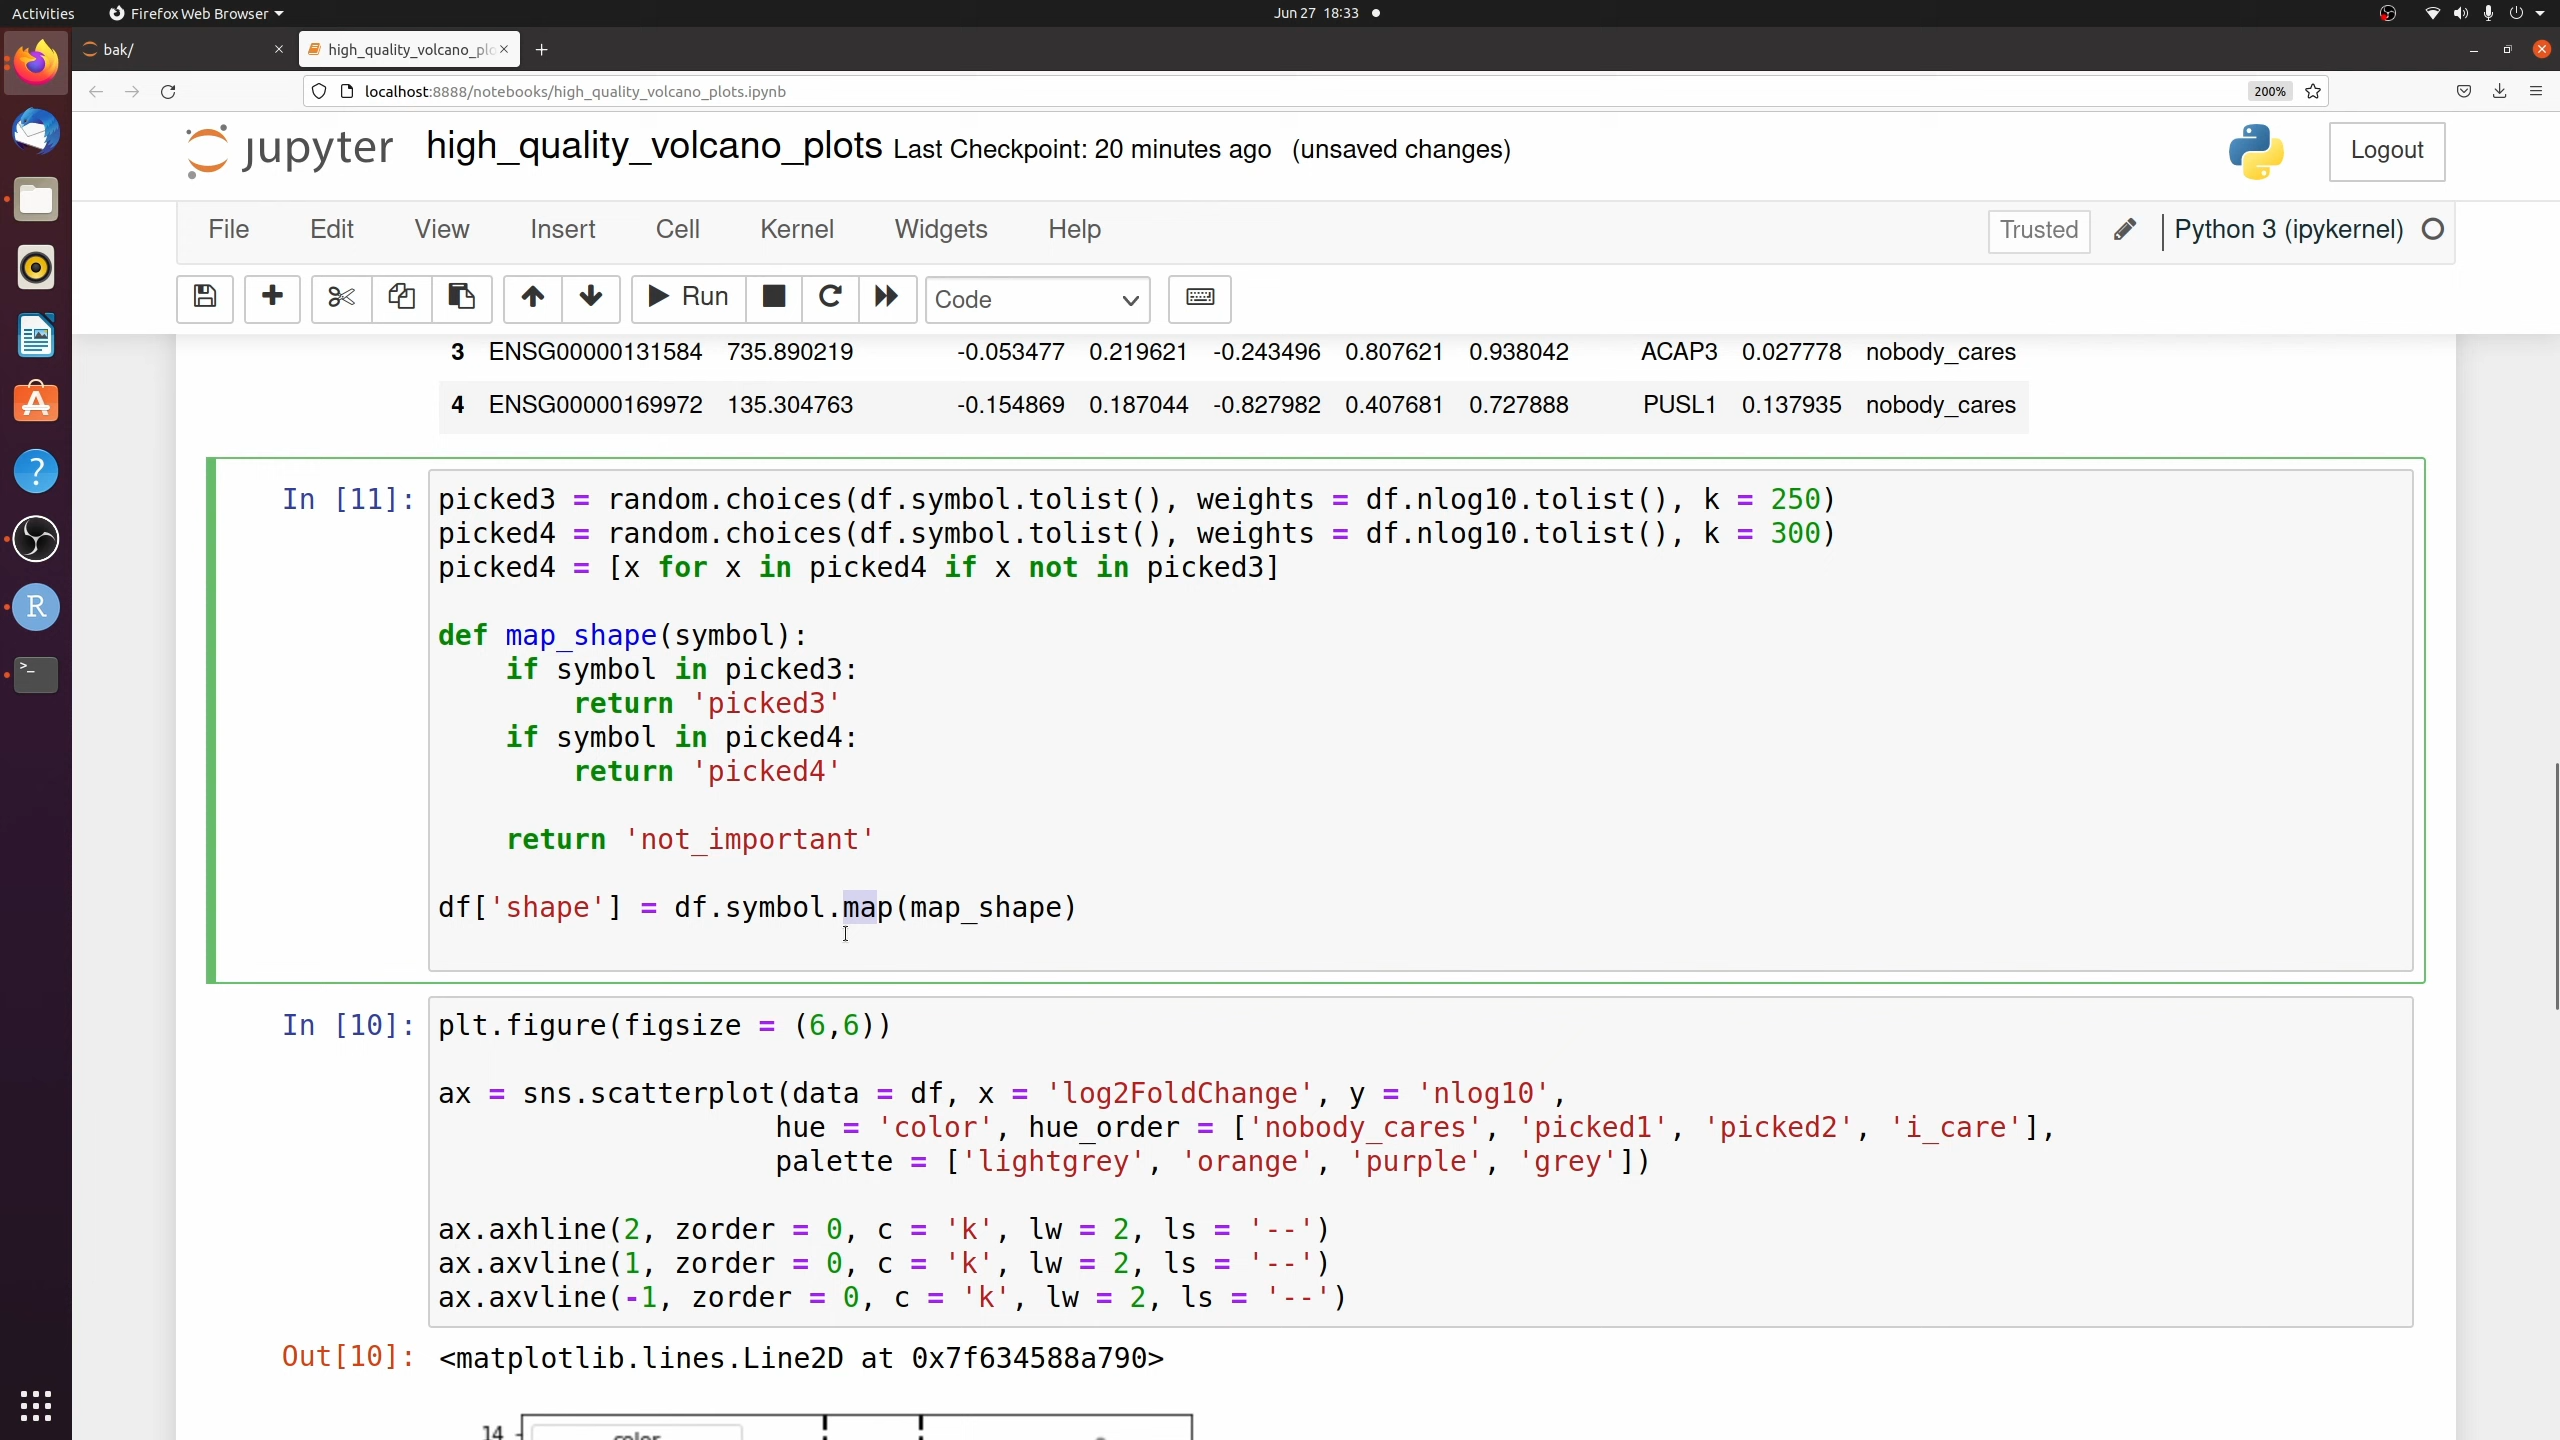 Activities Firefox Web Browser Jun 27 18:33
bak/ high_quality_volcano_plo
localhost:8888/notebooks/high_quality_volcano_plots.ipynb 200%
jupyter high_quality_volcano_plots Last Checkpoint: 20 minutes ago (unsaved changes) Logout
File Edit View Insert Cell Kernel Widgets Help Trusted Python 3 (ipykernel)
Run Code
3 ENSG00000131584 735.890219 -0.053477 0.219621 -0.243496 0.807621 0.938042 ACAP3 0.027778 nobody_cares
4 ENSG00000169972 135.304763 -0.154869 0.187044 -0.827982 0.407681 0.727888 PUSL1 0.137935 nobody_cares
In [11]: picked3 = random.choices(df.symbol.tolist(), weights = df.nlog10.tolist(), k = 250)
picked4 = random.choices(df.symbol.tolist(), weights = df.nlog10.tolist(), k = 300)
picked4 = [x for x in picked4 if x not in picked3]
def map_shape(symbol):
    if symbol in picked3:
        return 'picked3'
    if symbol in picked4:
        return 'picked4'
    return 'not_important'
df['shape'] = df.symbol.map(map_shape)
In [10]: plt.figure(figsize = (6,6))
ax = sns.scatterplot(data = df, x = 'log2FoldChange', y = 'nlog10',
                    hue = 'color', hue_order = ['nobody_cares', 'picked1', 'picked2', 'i_care'],
                    palette = ['lightgrey', 'orange', 'purple', 'grey'])
ax.axhline(2, zorder = 0, c = 'k', lw = 2, ls = '--')
ax.axvline(1, zorder = 0, c = 'k', lw = 2, ls = '--')
ax.axvline(-1, zorder = 0, c = 'k', lw = 2, ls = '--')
Out[10]: <matplotlib.lines.Line2D at 0x7f634588a790>
14 color